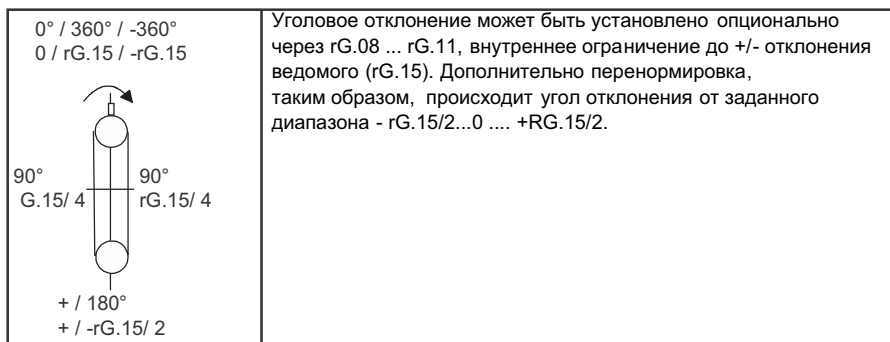 0° / 360° / -360°
0 / rG.15 / -rG.15
90°
G.15/ 4
90°
rG.15/ 4
+ / 180°
+ / -rG.15/ 2
Уголовое отклонение может быть установлено опционально
через rG.08 ... rG.11, внутреннее ограничение до +/- отклонения
ведомого (rG.15). Дополнительно перенормировка,
таким образом, происходит угол отклонения от заданного
диапазона - rG.15/2...0 .... +RG.15/2.